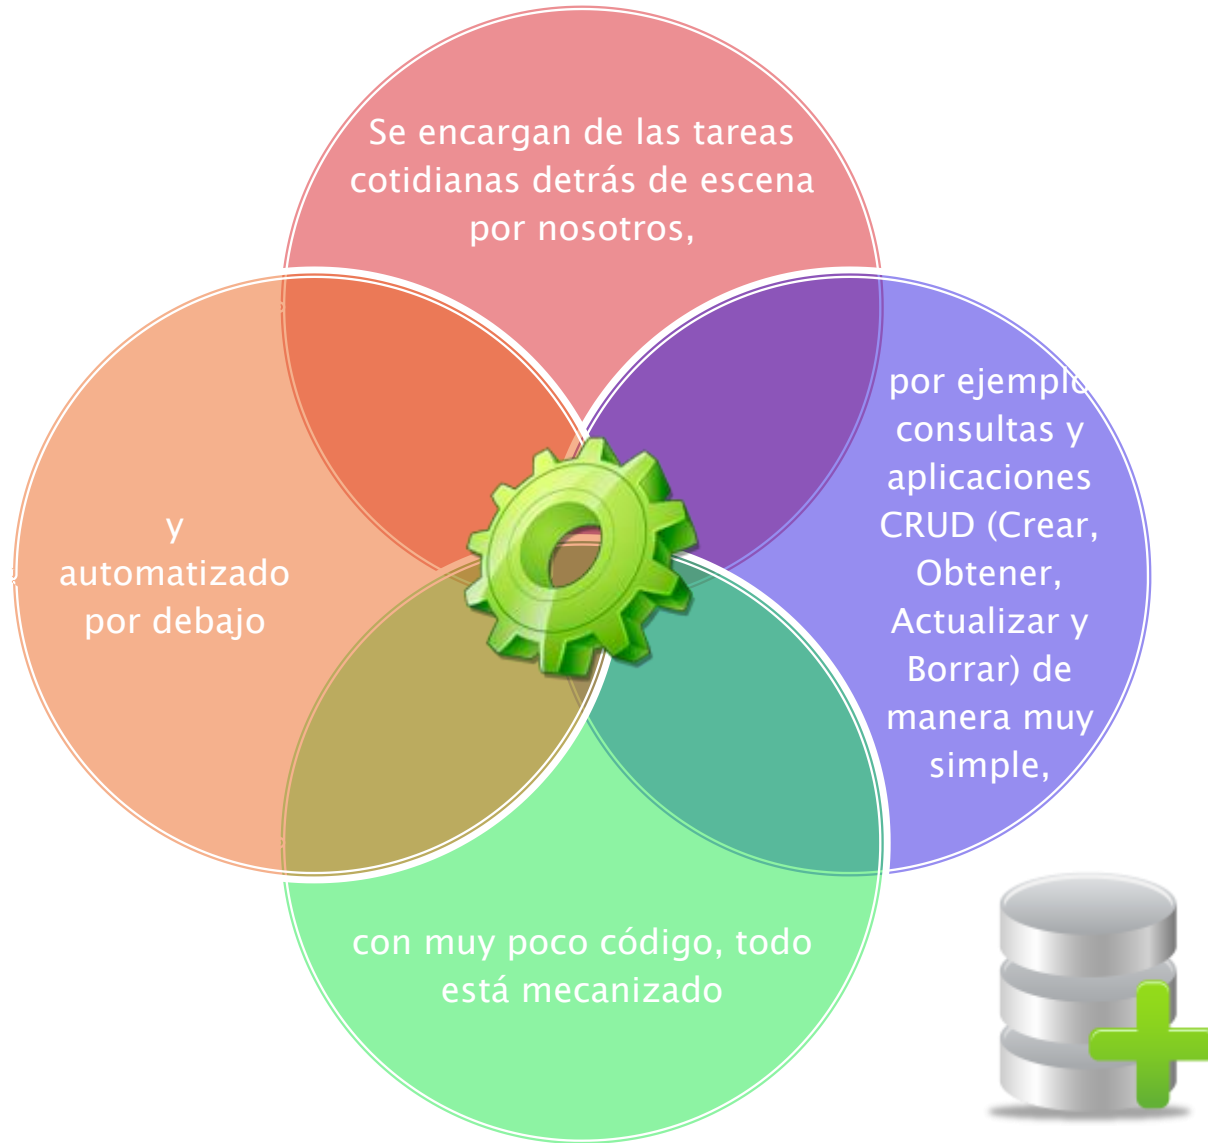 Se encargan de las tareas
cotidianas detrás de escena
por nosotros,
por ejemplo
consultas y
aplicaciones
CRUD (Crear,
Obtener,
Actualizar y
Borrar) de
manera muy
simple,
con muy poco código, todo
está mecanizado
y
automatizado
por debajo